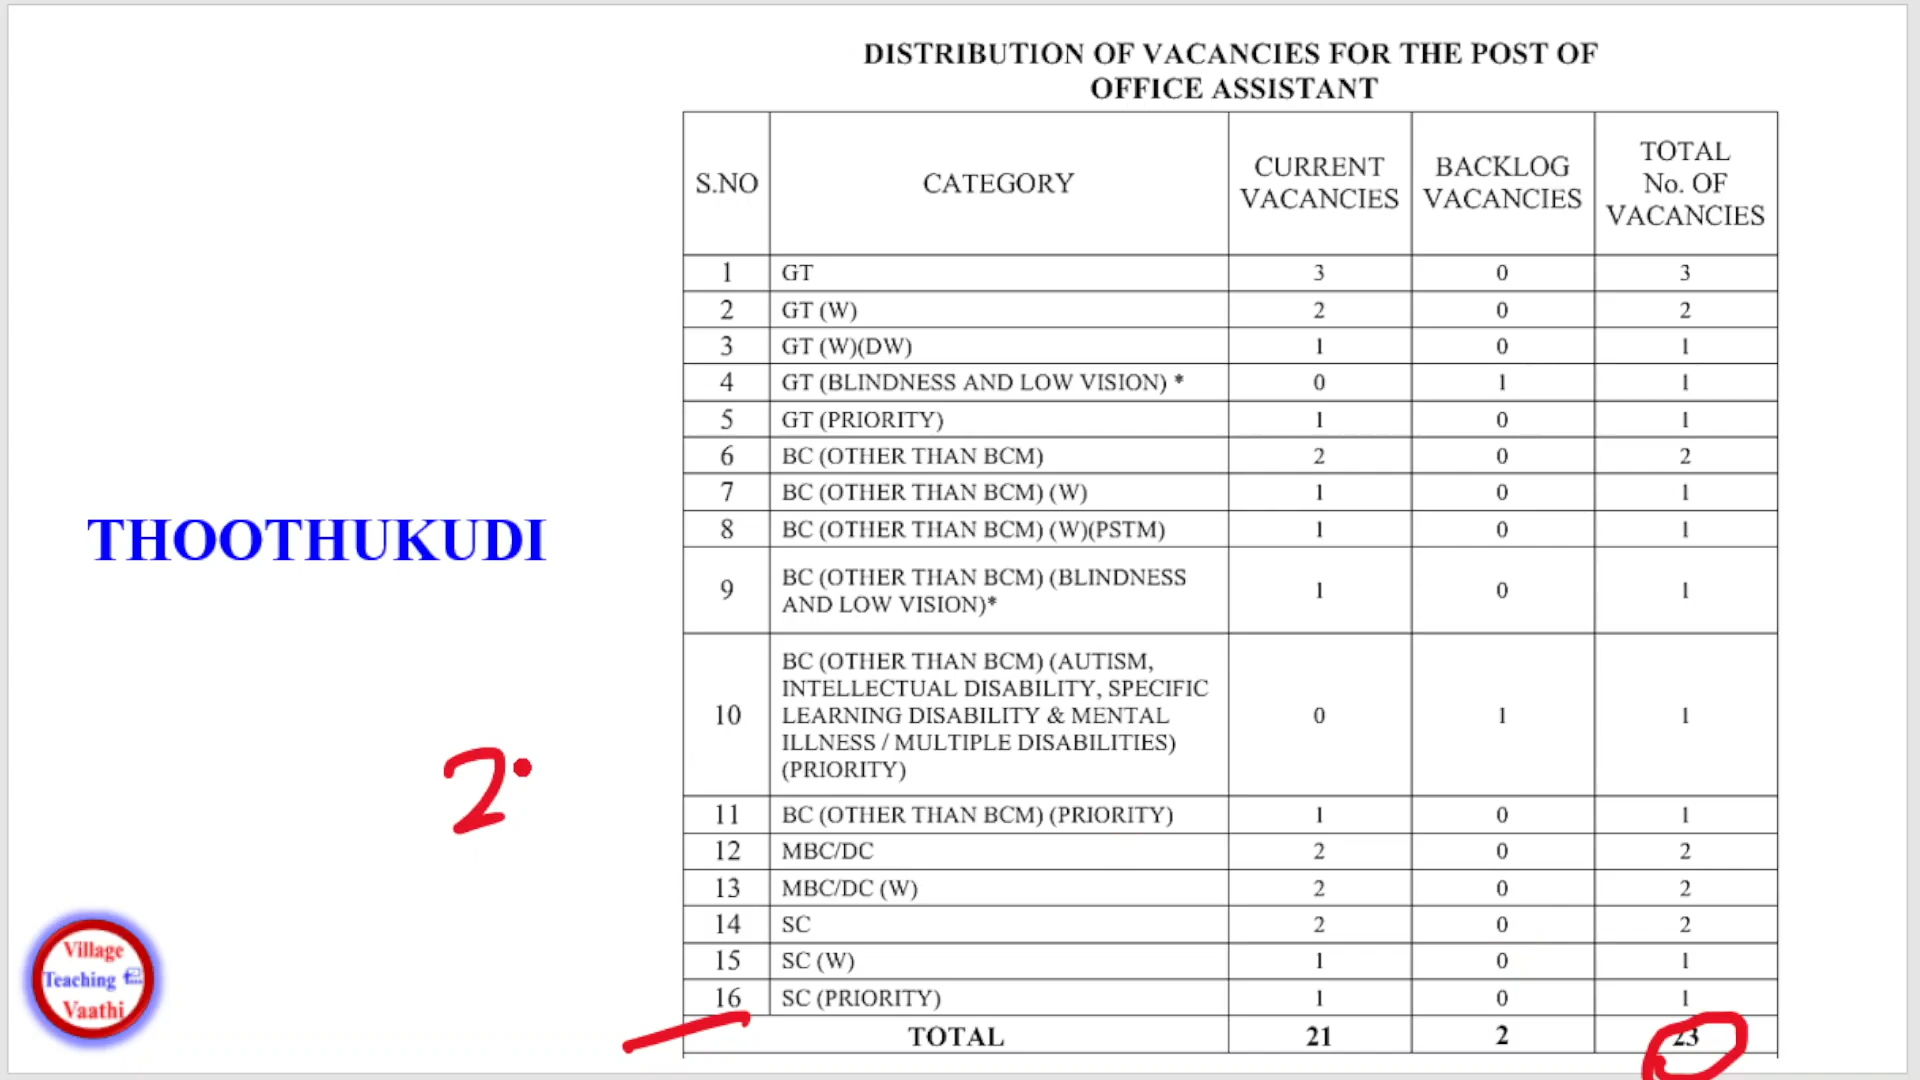 DISTRIBUTION OF VACANCIES FOR THE POST OF
OFFICE ASSISTANT
S.NO CATEGORY CURRENT VACANCIES BACKLOG VACANCIES TOTAL No. OF VACANCIES
1 GT 3 0 3
2 GT (W) 2 0 2
3 GT (W)(DW) 1 0 1
4 GT (BLINDNESS AND LOW VISION) * 0 1 1
5 GT (PRIORITY) 1 0 1
6 BC (OTHER THAN BCM) 2 0 2
7 BC (OTHER THAN BCM) (W) 1 0 1
8 BC (OTHER THAN BCM) (W)(PSTM) 1 0 1
9 BC (OTHER THAN BCM) (BLINDNESS
AND LOW VISION)* 1 0 1
10 BC (OTHER THAN BCM) (AUTISM,
INTELLECTUAL DISABILITY, SPECIFIC
LEARNING DISABILITY & MENTAL
ILLNESS / MULTIPLE DISABILITIES)
(PRIORITY) 0 1 1
11 BC (OTHER THAN BCM) (PRIORITY) 1 0 1
12 MBC/DC 2 0 2
13 MBC/DC (W) 2 0 2
14 SC 2 0 2
15 SC (W) 1 0 1
16 SC (PRIORITY) 1 0 1
TOTAL 21 2 23
THOOTHUKUDI
2
Village
Teaching
Vaathi